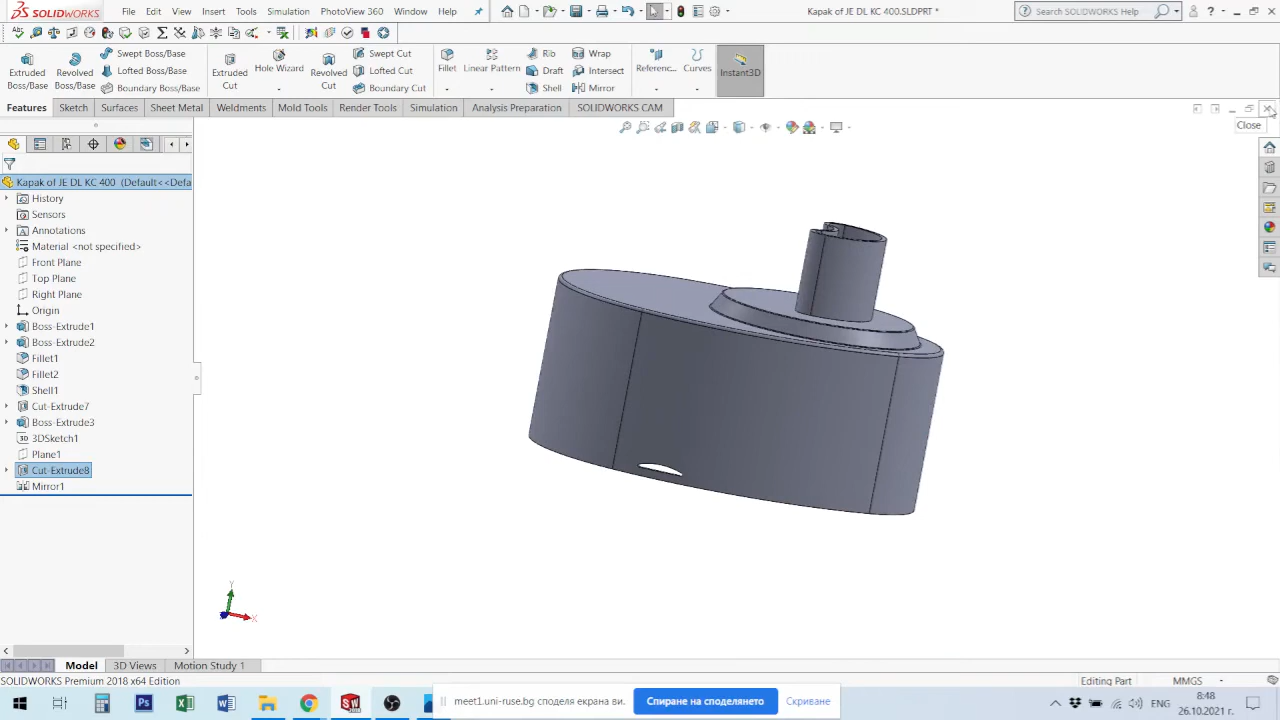 SOLIDWORKS File Edit View Insert Tools Simulation PhotoView 360 Window Help Kapak of JE DL KC 400.SLDPRT * Search SOLIDWORKS Help
Extruded Boss/Base
Revolved Boss/Base
Swept Boss/Base
Lofted Boss/Base
Boundary Boss/Base
Extruded Cut
Hole Wizard
Revolved Cut
Swept Cut
Lofted Cut
Boundary Cut
Fillet
Linear Pattern
Rib
Draft
Shell
Wrap
Intersect
Mirror
Referenc...
Curves
Instant3D
Features Sketch Surfaces Sheet Metal Weldments Mold Tools Render Tools Simulation Analysis Preparation SOLIDWORKS CAM
Close
Kapak of JE DL KC 400 (Default<<Defa
History
Sensors
Annotations
Material <not specified>
Front Plane
Top Plane
Right Plane
Origin
Boss-Extrude1
Boss-Extrude2
Fillet1
Fillet2
Shell1
Cut-Extrude7
Boss-Extrude3
3D 3DSketch1
Plane1
Cut-Extrude8
Mirror1
Y
X
Model 3D Views Motion Study 1
SOLIDWORKS Premium 2018 x64 Edition Editing Part MMGS
meet1.uni-ruse.bg споделя екрана ви. Спиране на споделянето Скриване
ENG 8:48
26.10.2021 г.